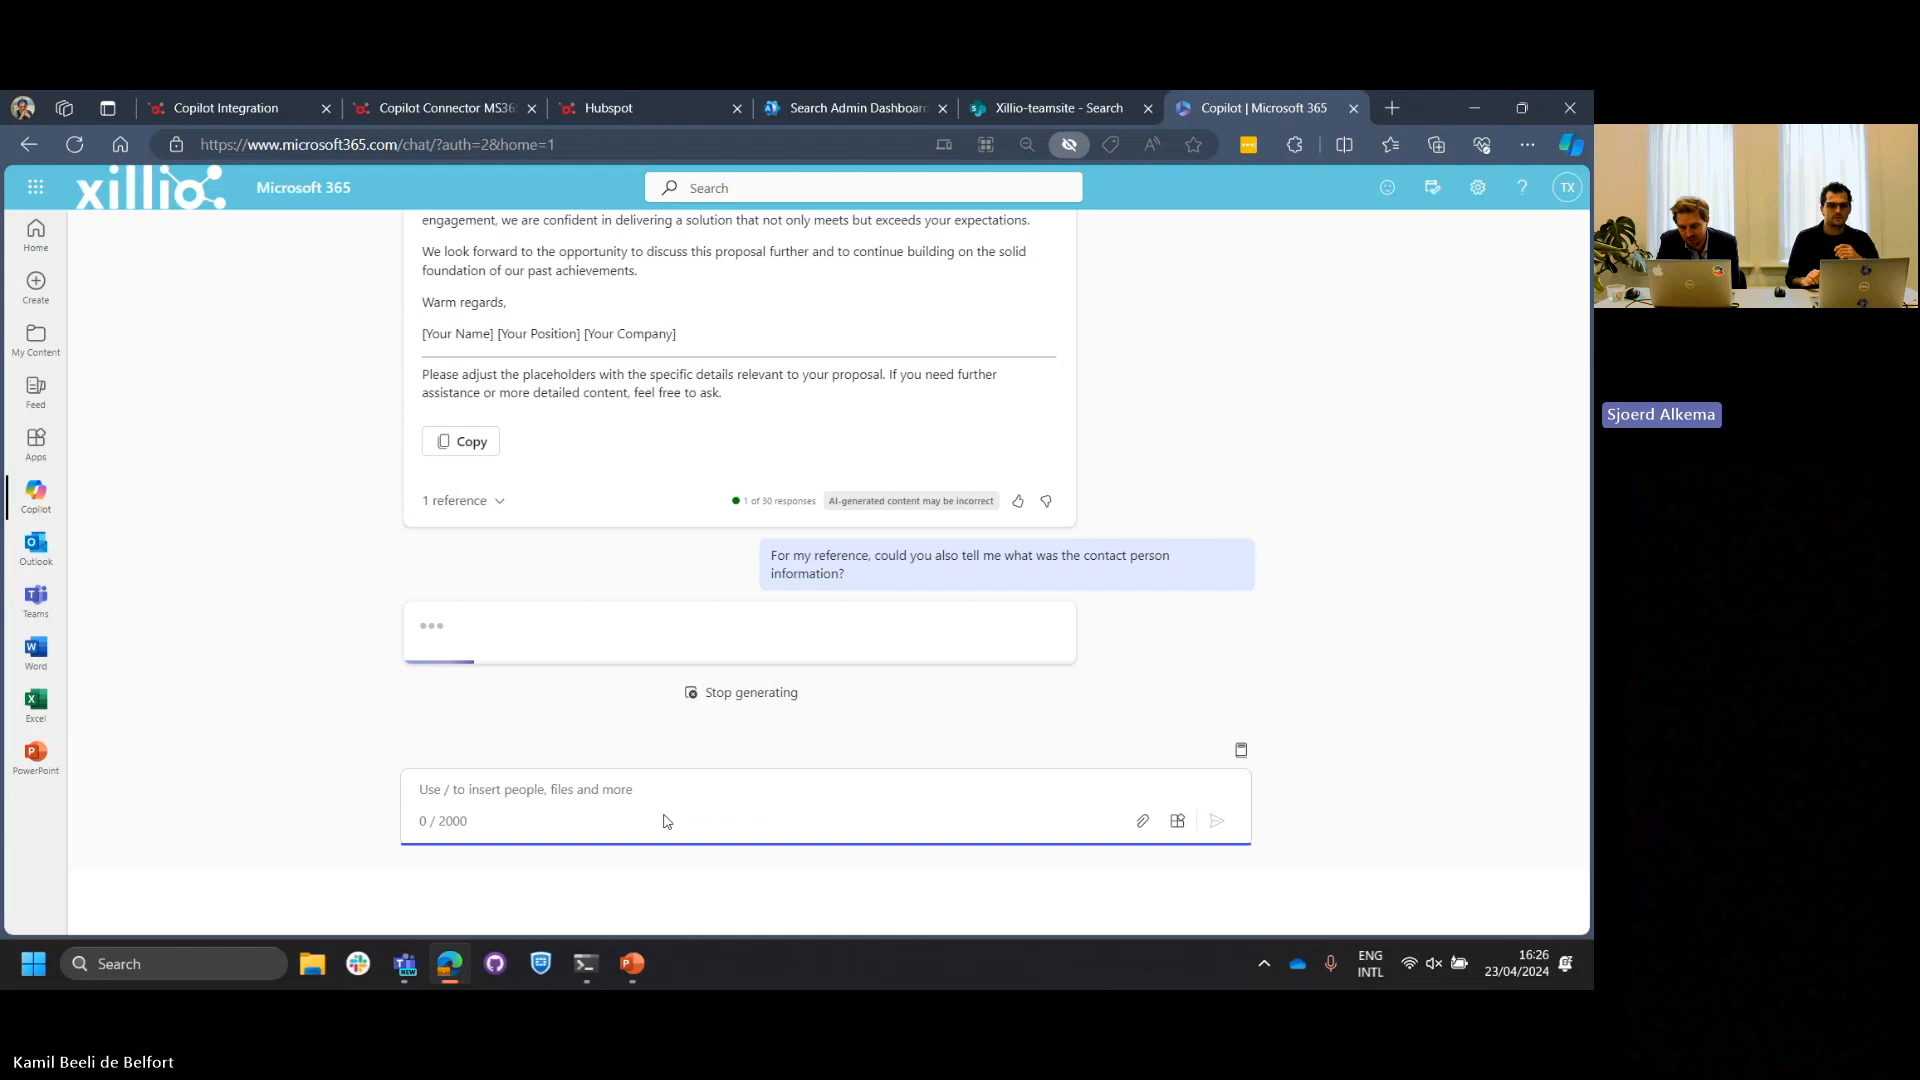 Copilot Integration
Copilot Connector MS36
Hubspot
Search Admin Dashboar
Xillio-teamsite - Search
Copilot | Microsoft 365
https://www.microsoft365.com/chat/?auth=2&home=1
xillio
Microsoft 365
Search
TX
Home
Create
My Content
Feed
Apps
Copilot
Outlook
Teams
Word
Excel
PowerPoint
engagement, we are confident in delivering a solution that not only meets but exceeds your expectations.
We look forward to the opportunity to discuss this proposal further and to continue building on the solid
foundation of our past achievements.
Warm regards,
[Your Name] [Your Position] [Your Company]
Please adjust the placeholders with the specific details relevant to your proposal. If you need further
assistance or more detailed content, feel free to ask.
Copy
1 reference
1 of 30 responses
AI-generated content may be incorrect
For my reference, could you also tell me what was the contact person
information?
Stop generating
Use / to insert people, files and more
0 / 2000
Sjoerd Alkema
Search
NEW
ENG
INTL
16:26
23/04/2024
Kamil Beeli de Belfort